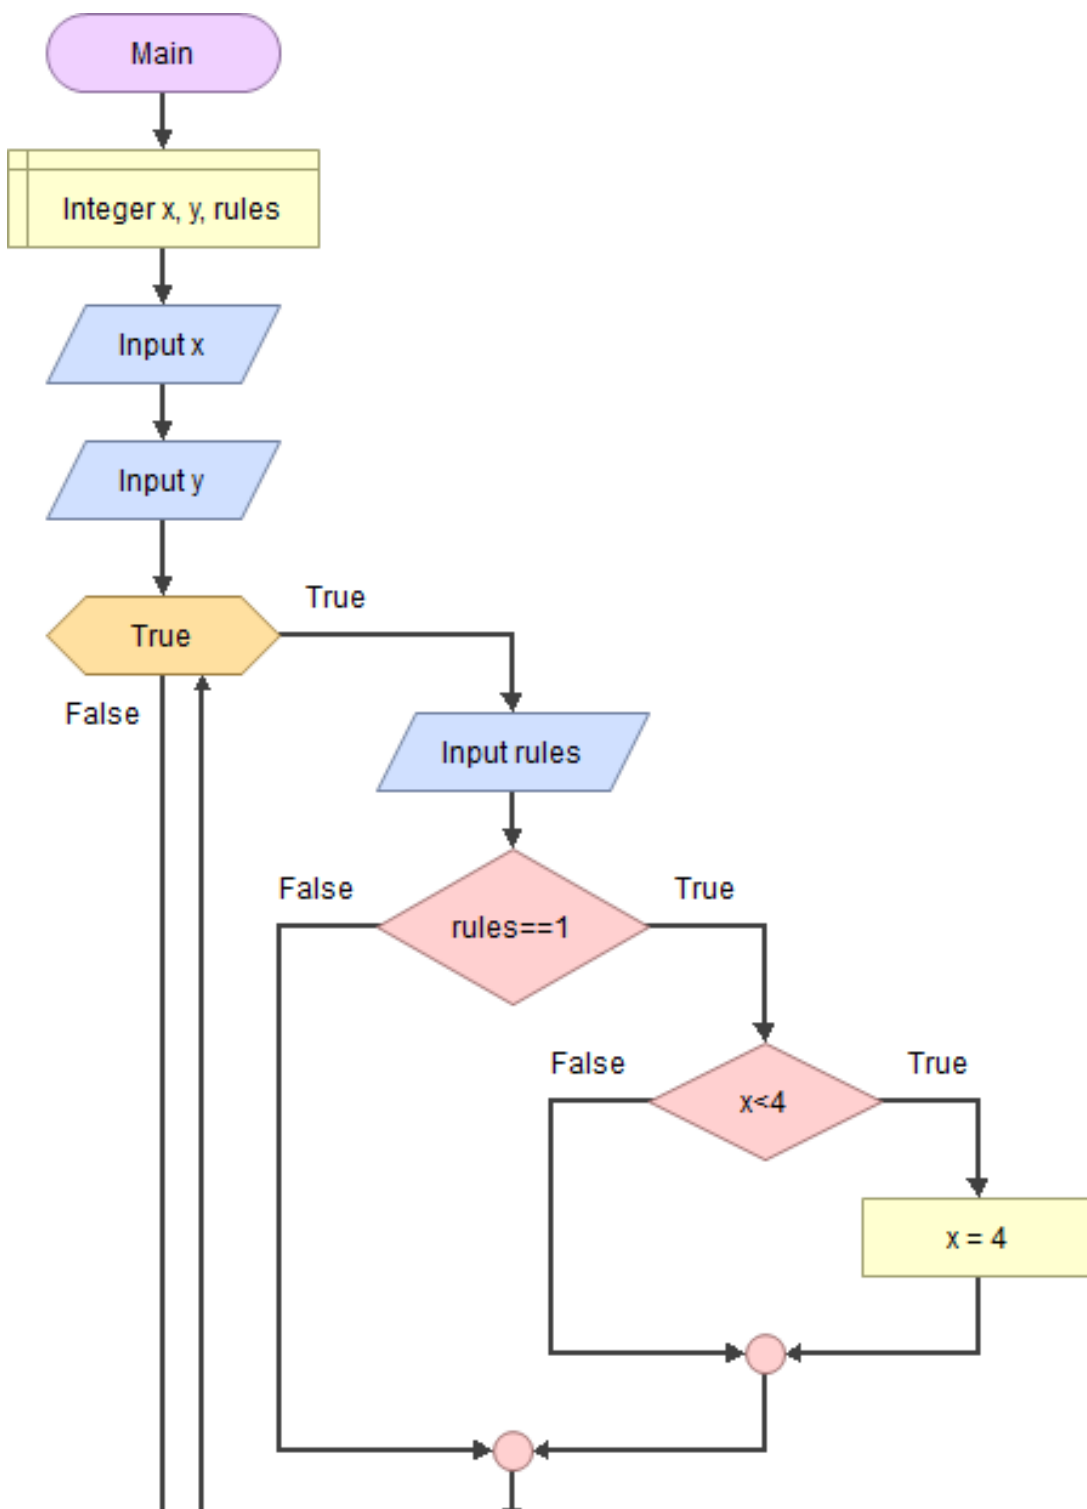 Main
Integer x, y, rules
Input x
Input y
True
True
False
Input rules
False
True
rules==1
False
True
x<4
x = 4